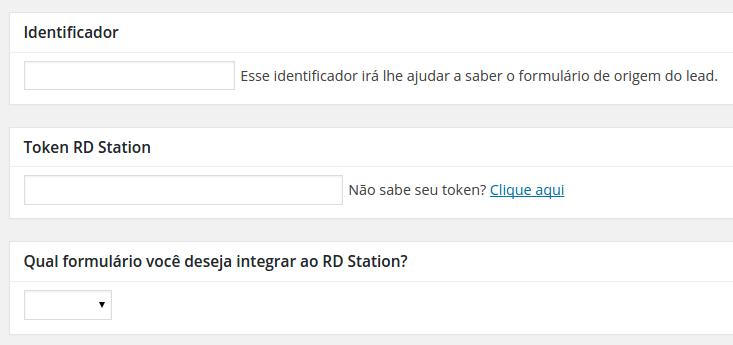 Identificador
Esse identificador irá lhe ajudar a saber o formulário de origem do lead.
Token RD Station
Não sabe seu token? Clique aqui
Qual formulário você deseja integrar ao RD Station?